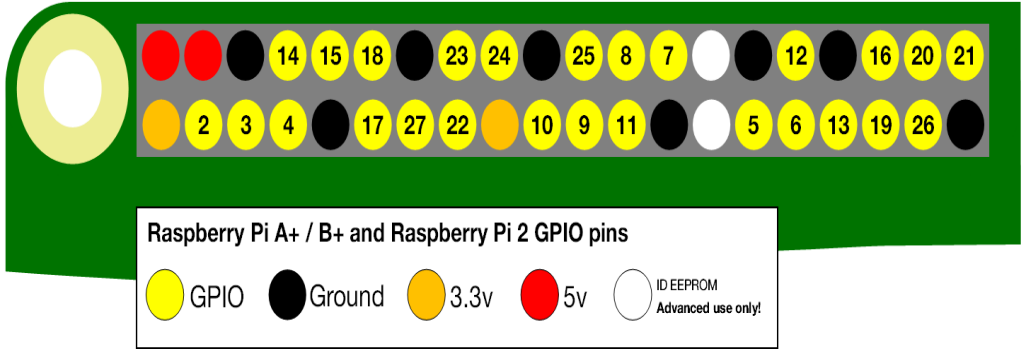 14 15 18 23 24 25 8 7 12 16 20 21
2 3 4 17 27 22 10 9 11 5 6 13 19 26
Raspberry Pi A+ / B+ and Raspberry Pi 2 GPIO pins
GPIO Ground 3.3v 5v ID EEPROM
Advanced use only!